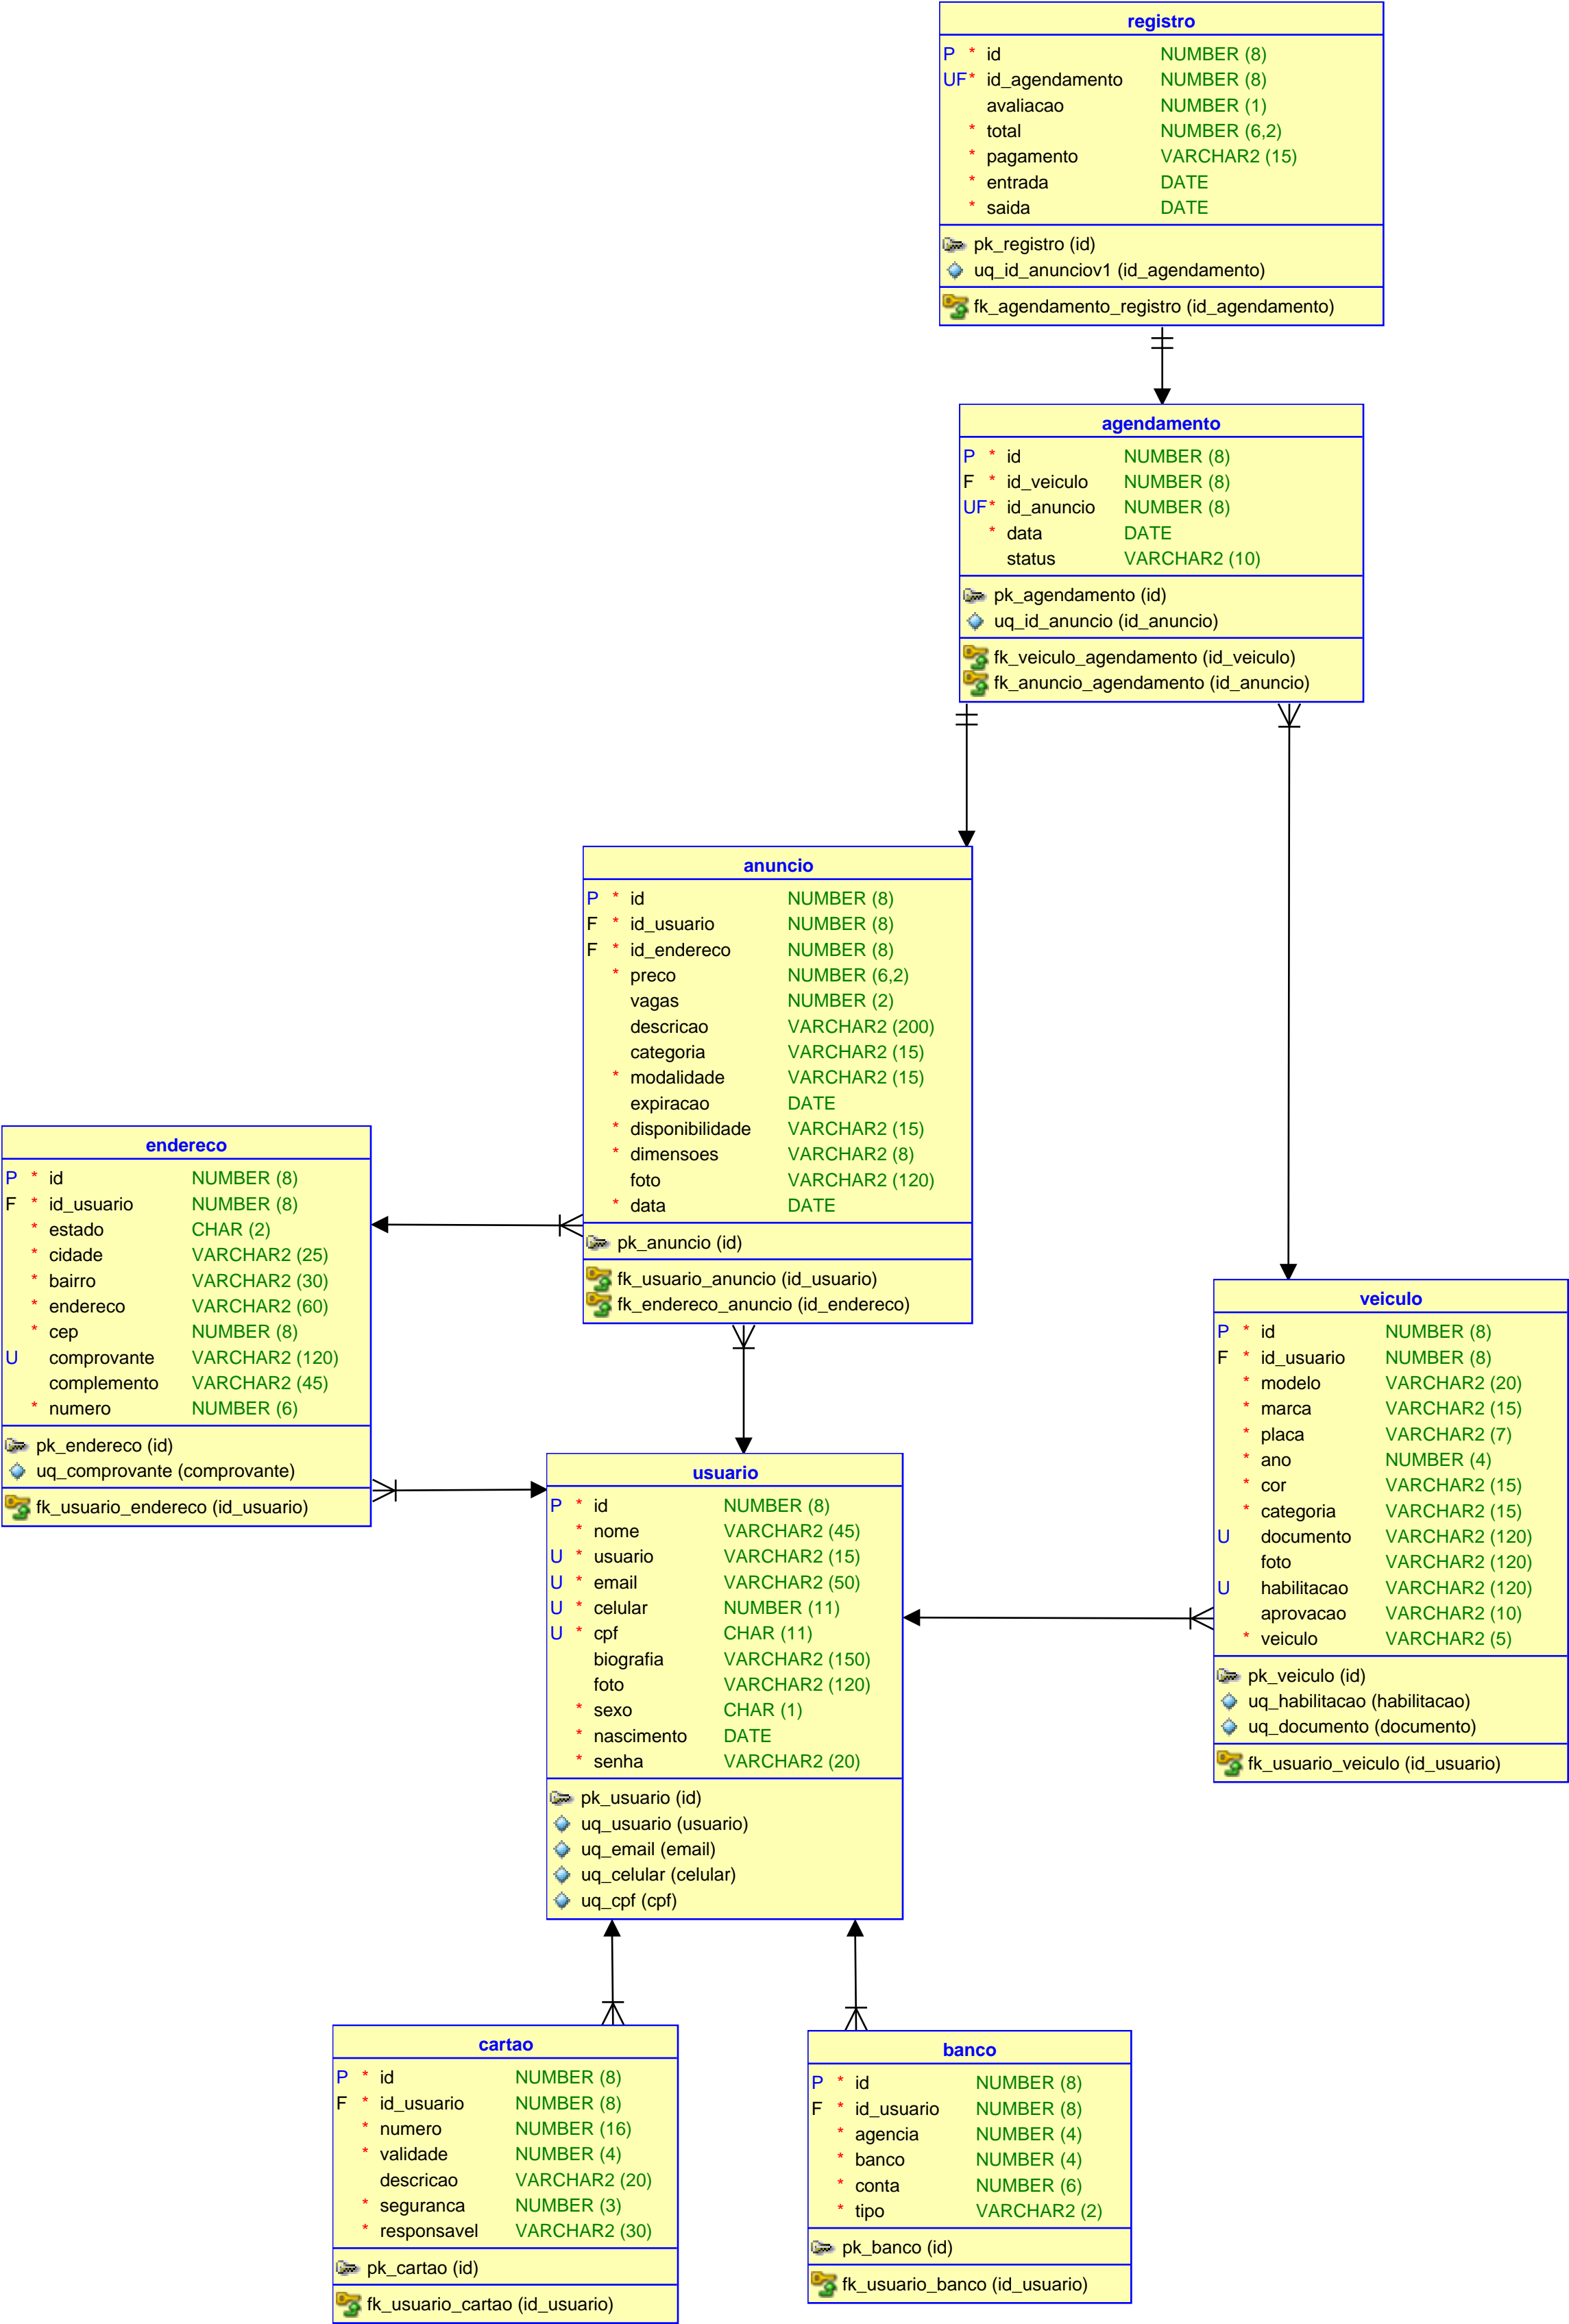 registro
P * id NUMBER (8)
UF* id_agendamento NUMBER (8)
avaliacao NUMBER (1)
* total NUMBER (6,2)
* pagamento VARCHAR2 (15)
* entrada DATE
* saida DATE
pk_registro (id)
uq_id_anunciov1 (id_agendamento)
fk_agendamento_registro (id_agendamento)
agendamento
P * id NUMBER (8)
F * id_veiculo NUMBER (8)
UF* id_anuncio NUMBER (8)
* data DATE
status VARCHAR2 (10)
pk_agendamento (id)
uq_id_anuncio (id_anuncio)
fk_veiculo_agendamento (id_veiculo)
fk_anuncio_agendamento (id_anuncio)
anuncio
P * id NUMBER (8)
F * id_usuario NUMBER (8)
F * id_endereco NUMBER (8)
* preco NUMBER (6,2)
vagas NUMBER (2)
descricao VARCHAR2 (200)
categoria VARCHAR2 (15)
* modalidade VARCHAR2 (15)
expiracao DATE
* disponibilidade VARCHAR2 (15)
* dimensoes VARCHAR2 (8)
foto VARCHAR2 (120)
* data DATE
pk_anuncio (id)
fk_usuario_anuncio (id_usuario)
fk_endereco_anuncio (id_endereco)
endereco
P * id NUMBER (8)
F * id_usuario NUMBER (8)
* estado CHAR (2)
* cidade VARCHAR2 (25)
* bairro VARCHAR2 (30)
* endereco VARCHAR2 (60)
* cep NUMBER (8)
U comprovante VARCHAR2 (120)
complemento VARCHAR2 (45)
* numero NUMBER (6)
pk_endereco (id)
uq_comprovante (comprovante)
fk_usuario_endereco (id_usuario)
veiculo
P * id NUMBER (8)
F * id_usuario NUMBER (8)
* modelo VARCHAR2 (20)
* marca VARCHAR2 (15)
* placa VARCHAR2 (7)
* ano NUMBER (4)
* cor VARCHAR2 (15)
* categoria VARCHAR2 (15)
U documento VARCHAR2 (120)
foto VARCHAR2 (120)
U habilitacao VARCHAR2 (120)
aprovacao VARCHAR2 (10)
* veiculo VARCHAR2 (5)
pk_veiculo (id)
uq_habilitacao (habilitacao)
uq_documento (documento)
fk_usuario_veiculo (id_usuario)
usuario
P * id NUMBER (8)
* nome VARCHAR2 (45)
U * usuario VARCHAR2 (15)
U * email VARCHAR2 (50)
U * celular NUMBER (11)
U * cpf CHAR (11)
biografia VARCHAR2 (150)
foto VARCHAR2 (120)
* sexo CHAR (1)
* nascimento DATE
* senha VARCHAR2 (20)
pk_usuario (id)
uq_usuario (usuario)
uq_email (email)
uq_celular (celular)
uq_cpf (cpf)
cartao
P * id NUMBER (8)
F * id_usuario NUMBER (8)
* numero NUMBER (16)
* validade NUMBER (4)
descricao VARCHAR2 (20)
* seguranca NUMBER (3)
* responsavel VARCHAR2 (30)
pk_cartao (id)
fk_usuario_cartao (id_usuario)
banco
P * id NUMBER (8)
F * id_usuario NUMBER (8)
* agencia NUMBER (4)
* banco NUMBER (4)
* conta NUMBER (6)
* tipo VARCHAR2 (2)
pk_banco (id)
fk_usuario_banco (id_usuario)